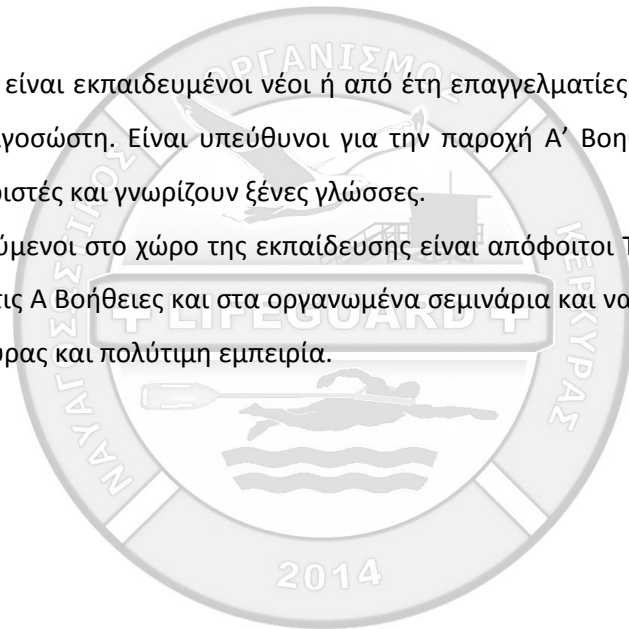 είναι εκπαιδευμένοι νέοι ή από έτη επαγγελματίες
γοσώστη. Είναι υπεύθυνοι για την παροχή Α’ Βοη
ριστές και γνωρίζουν ξένες γλώσσες.
ύμενοι στο χώρο της εκπαίδευσης είναι απόφοιτοι Τ
τις Α Βοήθειες και στα οργανωμένα σεμινάρια και να
υρας και πολύτιμη εμπειρία.
ΝΑΥΑΓΟΣΩΣΤΙΚΟΣ ΟΡΓΑΝΙΣΜΟΣ ΚΕΡΚΥΡΑΣ
LIFEGUARD
2014